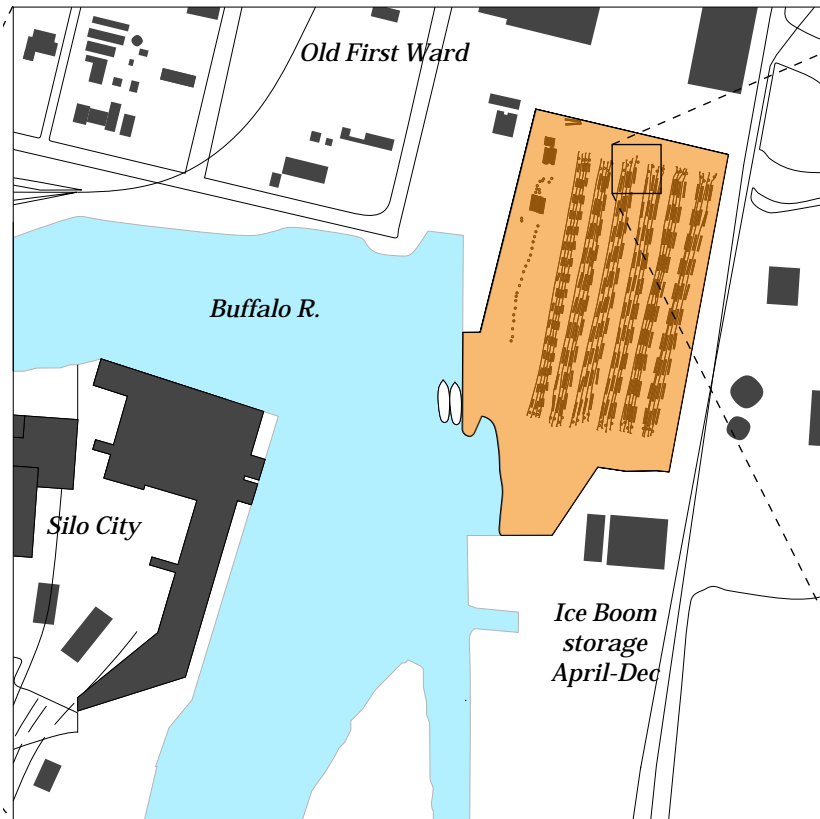 Old First Ward
Buffalo R.
Silo City
Ice Boom
storage
April-Dec